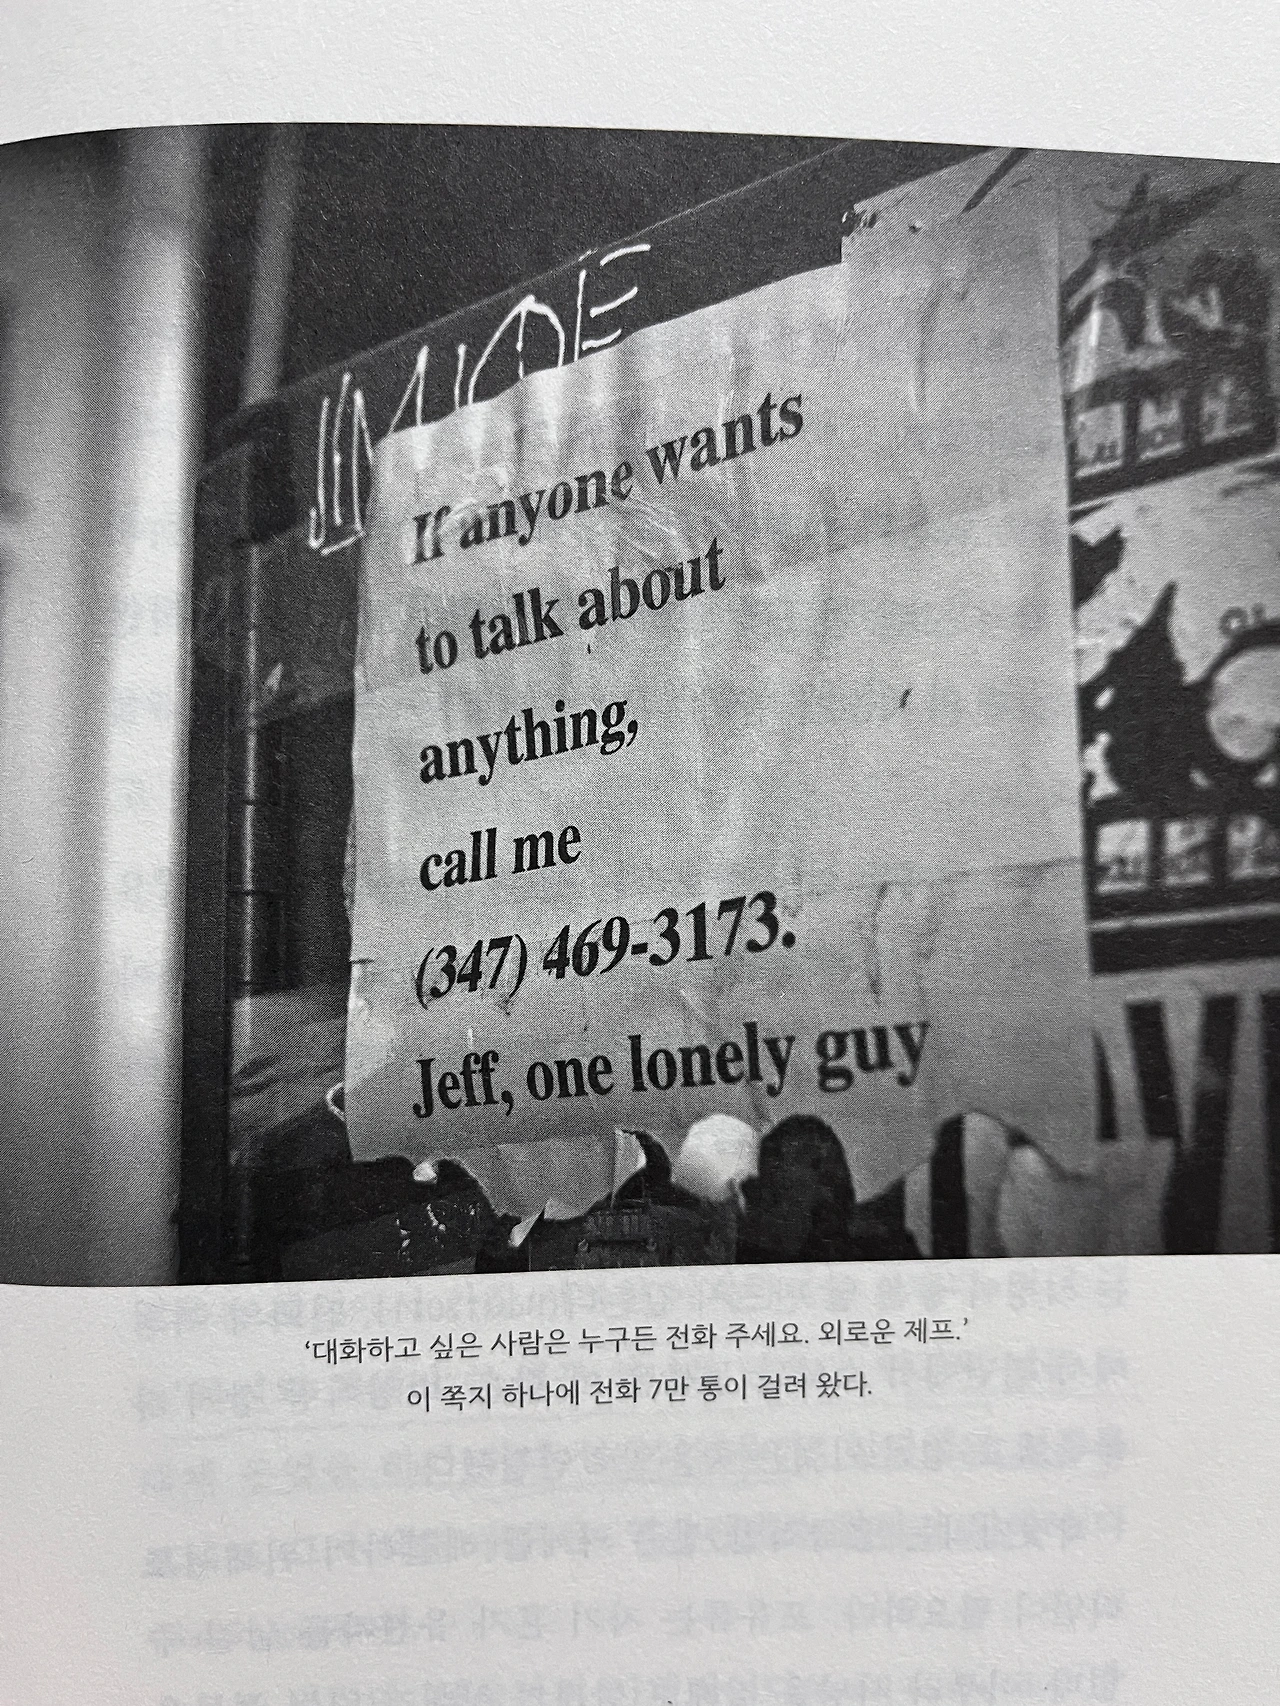 If anyone wants
to talk about
anything,
call me
(347) 469-3173.
Jeff, one lonely guy
‘대화하고 싶은 사람은 누구든 전화 주세요. 외로운 제프.’
이 쪽지 하나에 전화 7만 통이 걸려 왔다.